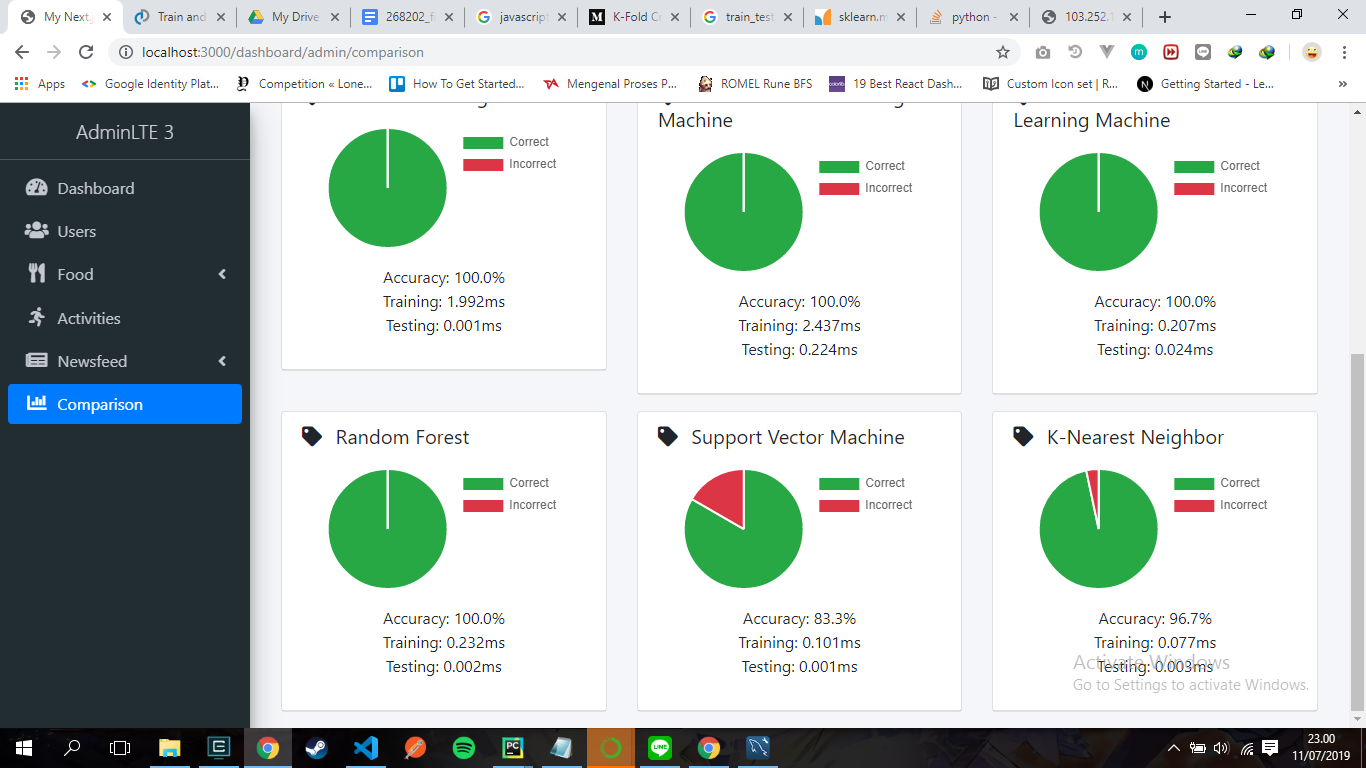 My Next.
Train and
My Drive
268202_f
javascript
K-Fold Cr
train_test
sklearn.m
python -
103.252.1
localhost:3000/dashboard/admin/comparison
Apps
Google Identity Plat...
Competition « Lone...
How To Get Started...
Mengenal Proses P...
ROMEL Rune BFS
19 Best React Dash...
Custom Icon set | R...
Getting Started - Le...
»
AdminLTE 3
Dashboard
Users
Food
Activities
Newsfeed
Comparison
Correct
Incorrect
Accuracy: 100.0%
Training: 1.992ms
Testing: 0.001ms
Machine
Correct
Incorrect
Accuracy: 100.0%
Training: 2.437ms
Testing: 0.224ms
Learning Machine
Correct
Incorrect
Accuracy: 100.0%
Training: 0.207ms
Testing: 0.024ms
Random Forest
Correct
Incorrect
Accuracy: 100.0%
Training: 0.232ms
Testing: 0.002ms
Support Vector Machine
Correct
Incorrect
Accuracy: 83.3%
Training: 0.101ms
Testing: 0.001ms
K-Nearest Neighbor
Correct
Incorrect
Accuracy: 96.7%
Training: 0.077ms
Testing: 0.003ms
Activate Windows
Go to Settings to activate Windows.
23.00
11/07/2019